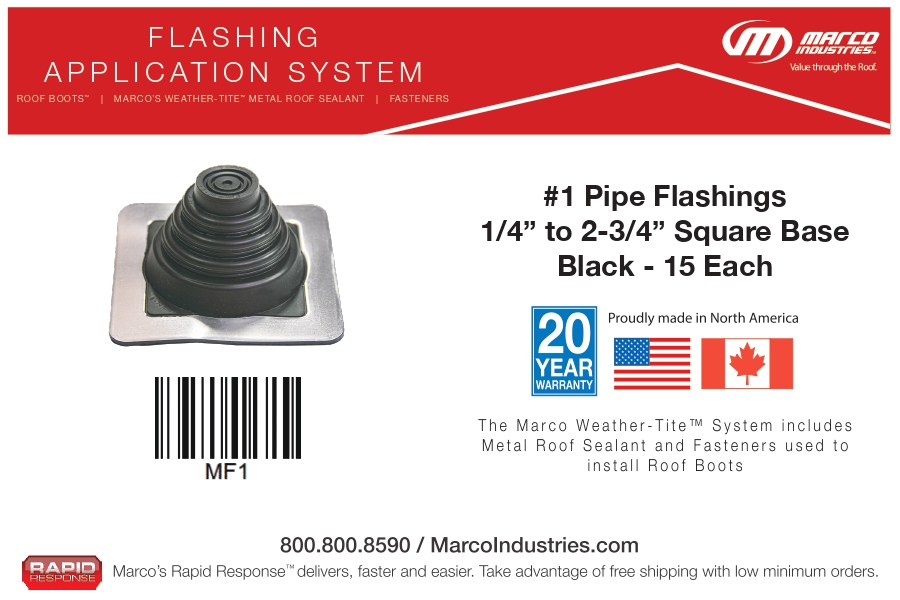 FLASHING
APPLICATION SYSTEM
ROOF BOOTS™ | MARCO'S WEATHER-TITE™ METAL ROOF SEALANT | FASTENERS
MARCO
INDUSTRIES™
Value through the Roof.
#1 Pipe Flashings
1/4” to 2-3/4” Square Base
Black - 15 Each
20
YEAR
WARRANTY
Proudly made in North America
MF1
The Marco Weather-Tite™ System includes
Metal Roof Sealant and Fasteners used to
install Roof Boots
800.800.8590 / MarcoIndustries.com
RAPID
RESPONSE
Marco’s Rapid Response™ delivers, faster and easier. Take advantage of free shipping with low minimum orders.